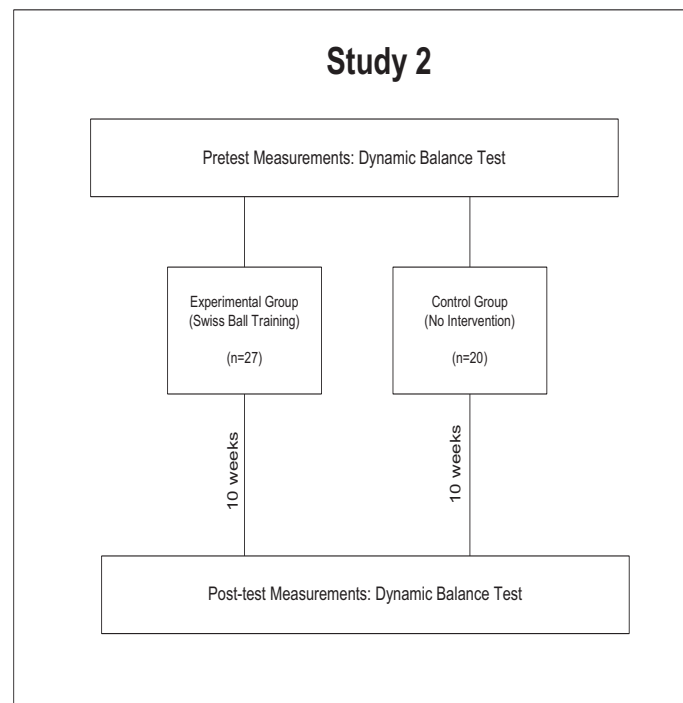 Study 2
Pretest Measurements: Dynamic Balance Test
Experimental Group
(Swiss Ball Training)
(n=27)
Control Group
(No Intervention)
(n=20)
10 weeks
10 weeks
Post-test Measurements: Dynamic Balance Test